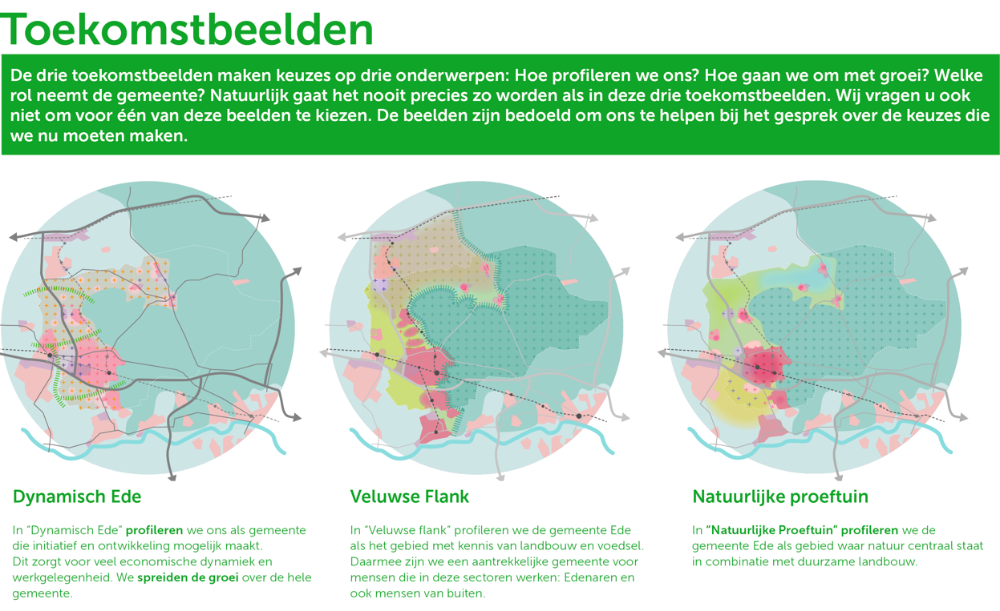 Toekomstbeelden
De drie toekomstbeelden maken keuzes op drie onderwerpen: Hoe profileren we ons? Hoe gaan we om met groei? Welke
rol neemt de gemeente? Natuurlijk gaat het nooit precies zo worden als in deze drie toekomstbeelden. Wij vragen u ook
niet om voor één van deze beelden te kiezen. De beelden zijn bedoeld om ons te helpen bij het gesprek over de keuzes die
we nu moeten maken.
Dynamisch Ede
In “Dynamisch Ede” profileren we ons als gemeente
die initiatief en ontwikkeling mogelijk maakt.
Dit zorgt voor veel economische dynamiek en
werkgelegenheid. We spreiden de groei over de hele
gemeente.
Veluwse Flank
In “Veluwse flank” profileren we de gemeente Ede
als het gebied met kennis van landbouw en voedsel.
Daarmee zijn we een aantrekkelijke gemeente voor
mensen die in deze sectoren werken: Edenaren en
ook mensen van buiten.
Natuurlijke proeftuin
In “Natuurlijke Proeftuin” profileren we de
gemeente Ede als gebied waar natuur centraal staat
in combinatie met duurzame landbouw.